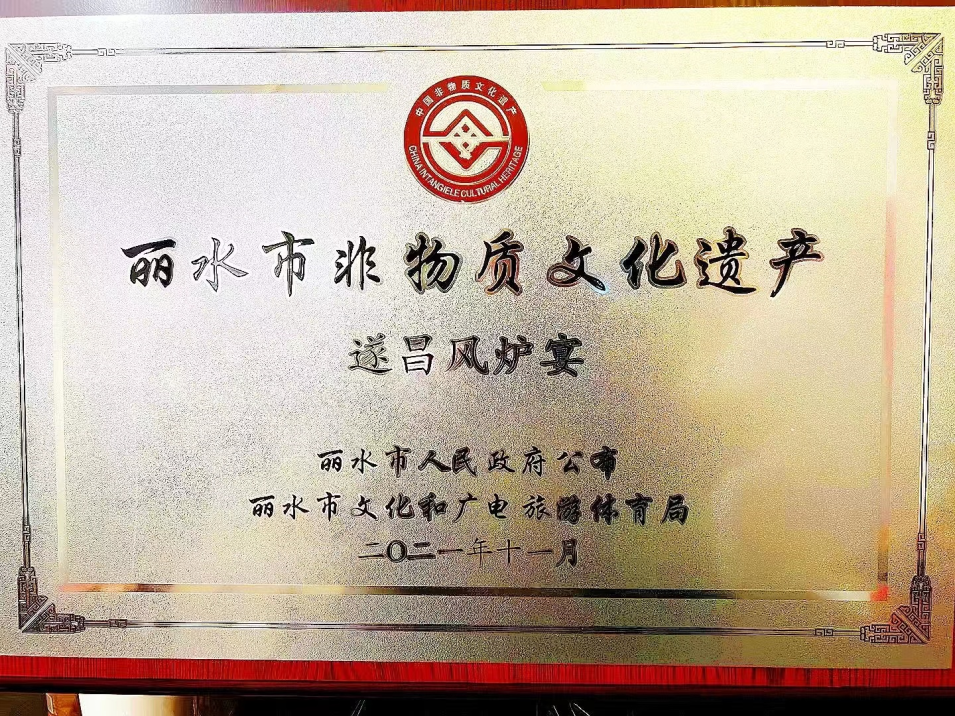 中国非物质文化遗产
CHINA INTANGIELE CULTURAL HERITAGE
丽水市非物质文化遗产
遂昌风炉宴
丽水市人民政府公布
丽水市文化和广电旅游体育局
二〇二一年十一月